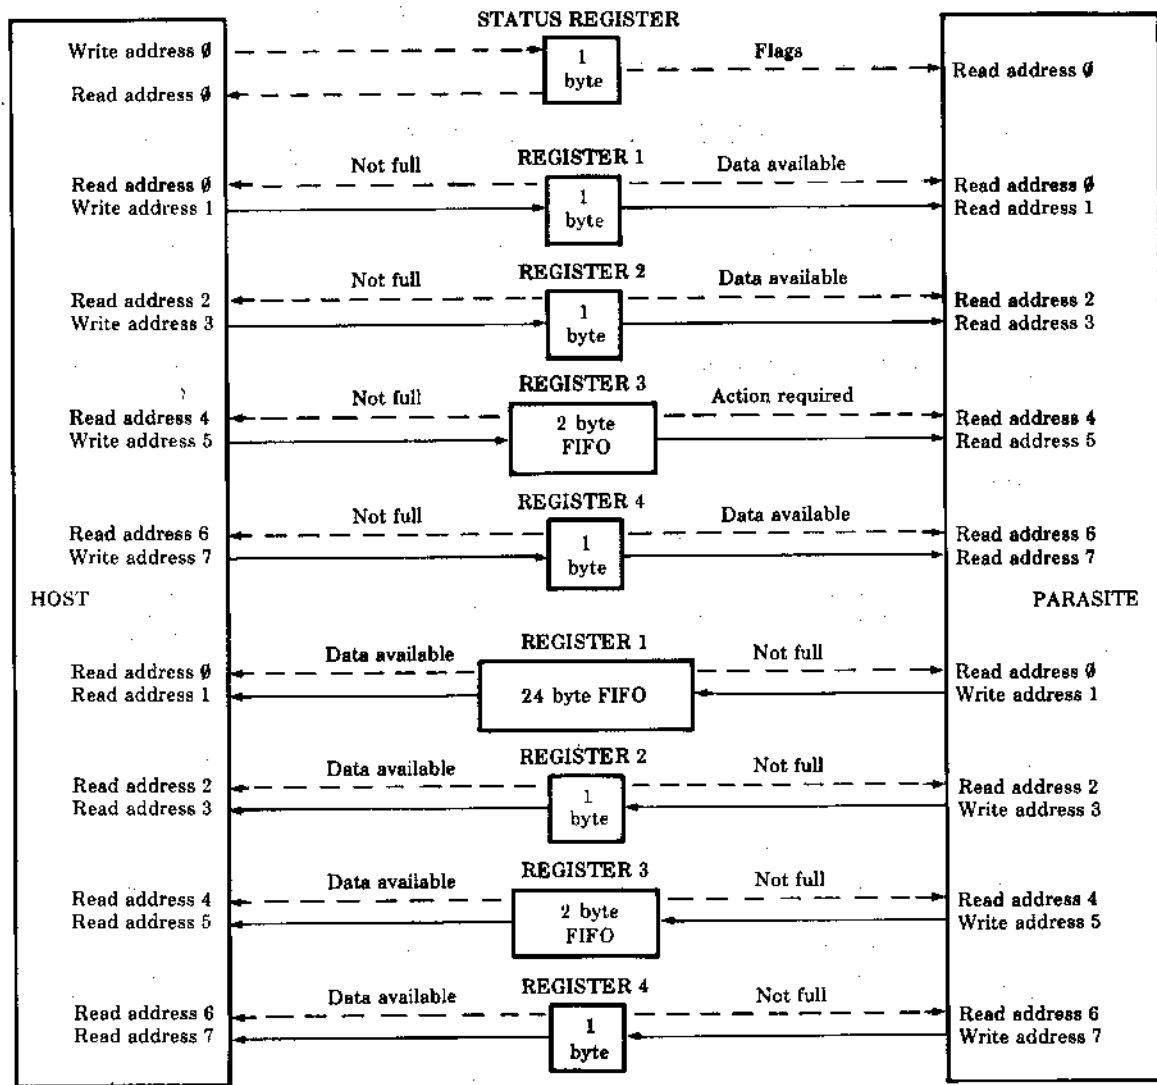 STATUS REGISTER
Write address Ø
1
byte
Flags
Read address Ø
Read address Ø
REGISTER 1
Not full
Data available
Read address Ø
Write address 1
1
byte
Read address Ø
Read address 1
REGISTER 2
Not full
Data available
Read address 2
Write address 3
1
byte
Read address 2
Read address 3
REGISTER 3
Not full
Action required
Read address 4
Write address 5
2 byte
FIFO
Read address 4
Read address 5
REGISTER 4
Not full
Data available
Read address 6
Write address 7
1
byte
Read address 6
Read address 7
HOST
PARASITE
REGISTER 1
Data available
Not full
Read address Ø
Read address 1
24 byte FIFO
Read address Ø
Write address 1
REGISTER 2
Data available
Not full
Read address 2
Read address 3
1
byte
Read address 2
Write address 3
REGISTER 3
Data available
Not full
Read address 4
Read address 5
2 byte
FIFO
Read address 4
Write address 5
REGISTER 4
Data available
Not full
Read address 6
Read address 7
1
byte
Read address 6
Write address 7